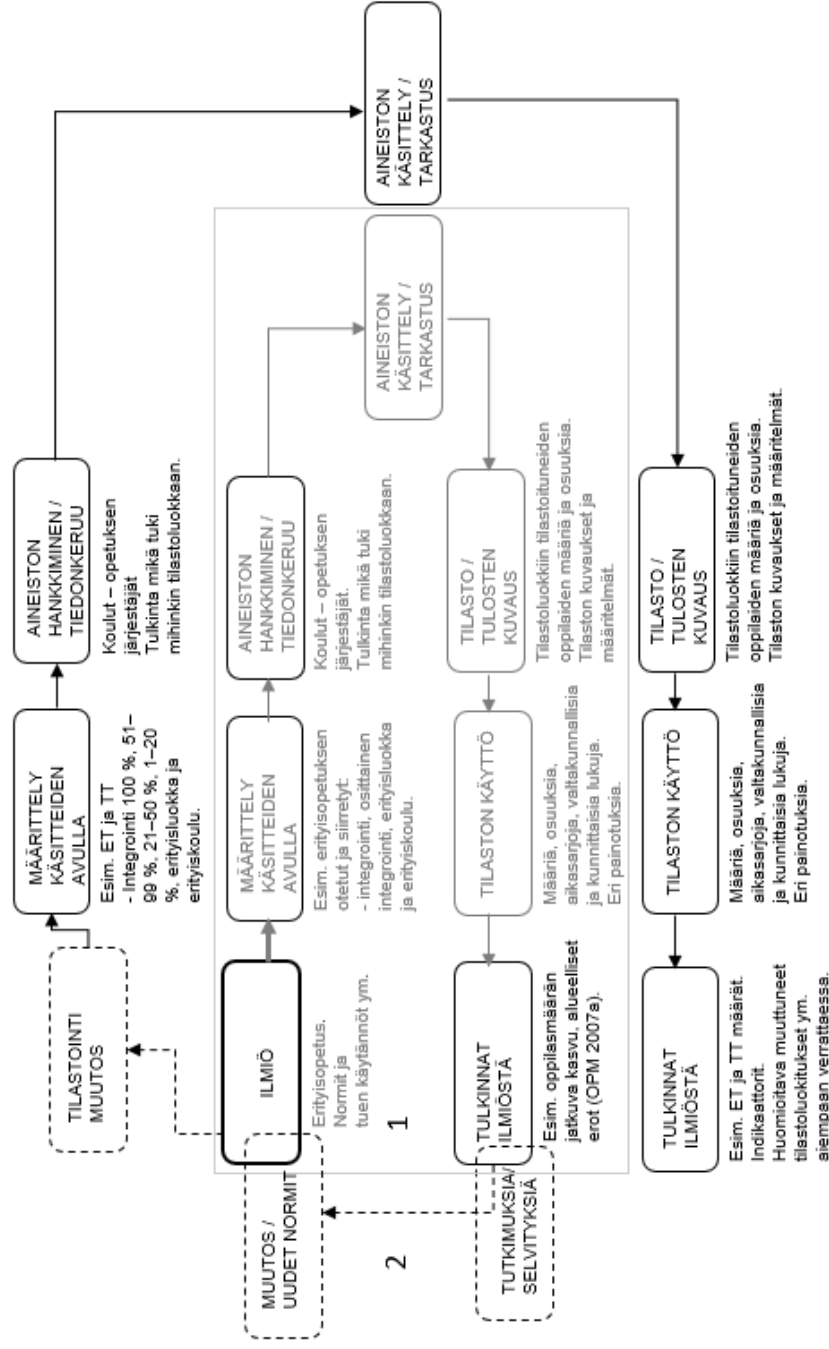 TILASTOINTI
MUUTOS
MÄÄRITTELY
KÄSITTEIDEN
AVULLA
Esim. ET ja TT
- Integrointi 100 %, 51–
99 %, 21–50 %, 1–20
%, erityisluokka ja
erityiskoulu.
AINEISTON
HANKKIMINEN /
TIEDONKERUU
Koulut – opetuksen
järjestäjät
Tulkinta mikä tuki
mihinkin tilastoluokkaan.
AINEISTON
KÄSITTELY /
TARKASTUS
MUUTOS /
UUDET NORMIT
ILMIÖ
Erityisopetus.
Normit ja
tuen käytännöt ym.
MÄÄRITTELY
KÄSITTEIDEN
AVULLA
Esim. erityisopetuksen
otetut ja siirretyt:
- integrointi, osittainen
integrointi, erityisluokka
ja erityiskoulu.
AINEISTON
HANKKIMINEN /
TIEDONKERUU
Koulut – opetuksen
järjestäjät.
Tulkinta mikä tuki
mihinkin tilastoluokkaan.
AINEISTON
KÄSITTELY /
TARKASTUS
1
2
TUTKIMUKSIA/
SELVITYKSIÄ
TULKINNAT
ILMIÖSTÄ
Esim. oppilasmäärän
jatkuva kasvu, alueelliset
erot (OPM 2007a).
TILASTON KÄYTTÖ
Määriä, osuuksia,
aikasarjoja, valtakunnallisia
ja kunnittaisia lukuja.
Eri painotuksia.
TILASTO /
TULOSTEN
KUVAUS
Tilastoluokkiin tilastoituneiden
oppilaiden määriä ja osuuksia.
Tilaston kuvaukset ja
määritelmät.
TULKINNAT
ILMIÖSTÄ
Esim. ET ja TT määrät.
Indikaattorit.
Huomioitava muuttuneet
tilastoluokitukset ym.
aiempaan verrattaessa.
TILASTON KÄYTTÖ
Määriä, osuuksia,
aikasarjoja, valtakunnallisia
ja kunnittaisia lukuja.
Eri painotuksia.
TILASTO /
TULOSTEN
KUVAUS
Tilastoluokkiin tilastoituneiden
oppilaiden määriä ja osuuksia.
Tilaston kuvaukset ja määritelmät.